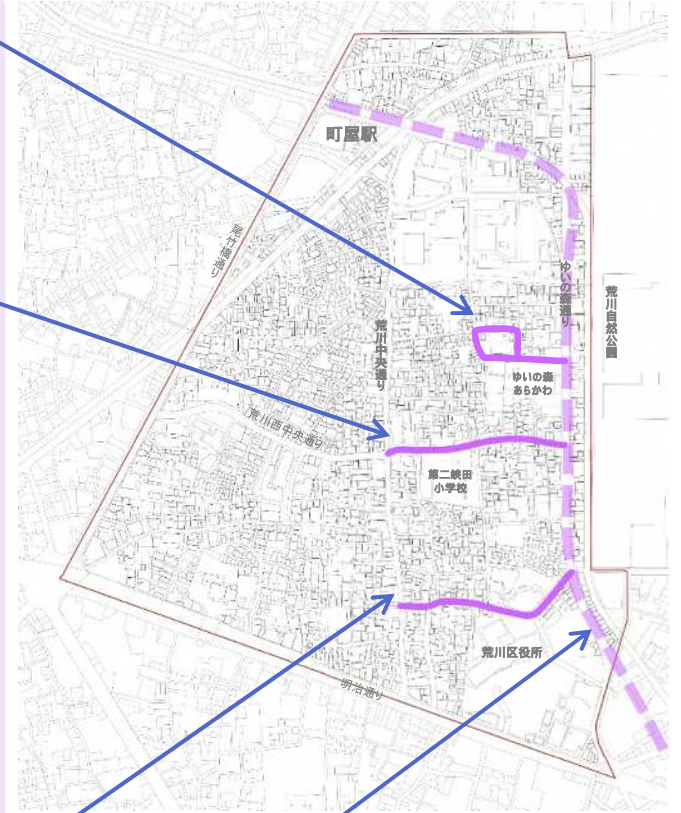 町屋駅
尾竹橋通り
ゆいの森通り
荒川自然公園
荒川中央通り
ゆいの森
あらかわ
荒川西中央通り
第二峡田
小学校
荒川区役所
明治通り